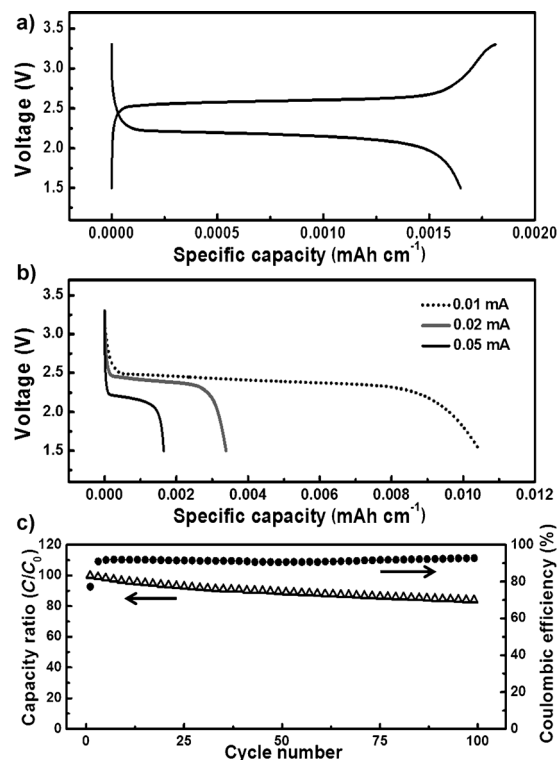 a)
Voltage (V)
3.5
3.0
2.5
2.0
1.5
0.0000 0.0005 0.0010 0.0015 0.0020
Specific capacity (mAh cm⁻¹)
b)
Voltage (V)
3.5
3.0
2.5
2.0
1.5
0.01 mA
0.02 mA
0.05 mA
0.000 0.002 0.004 0.006 0.008 0.010 0.012
Specific capacity (mAh cm⁻¹)
c)
Capacity ratio (C/C₀)
120
100
80
60
40
20
0
0 25 50 75 100
Cycle number
100
80
60
40
20
0
Coulombic efficiency (%)